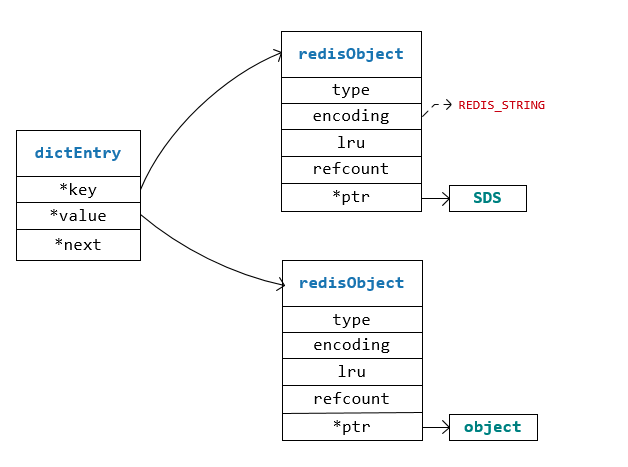 dictEntry
*key
*value
*next
redisObject
type
encoding
lru
refcount
*ptr
REDIS_STRING
SDS
redisObject
type
encoding
lru
refcount
*ptr
object